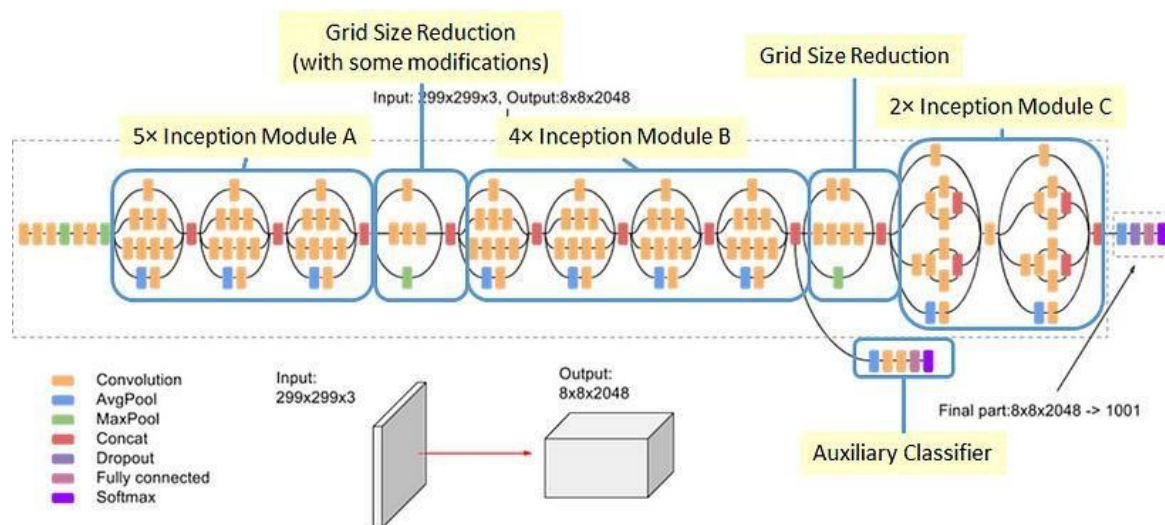 Grid Size Reduction
(with some modifications)
Grid Size Reduction
Input: 299x299x3, Output:8x8x2048
2× Inception Module C
5× Inception Module A
4× Inception Module B
Convolution
AvgPool
MaxPool
Concat
Dropout
Fully connected
Softmax
Input:
299x299x3
Output:
8x8x2048
Final part:8x8x2048 -> 1001
Auxiliary Classifier